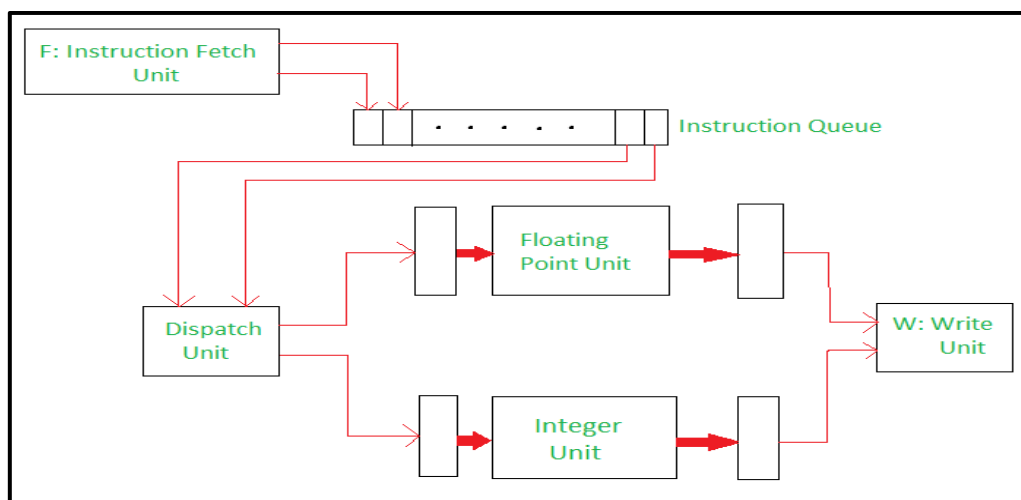 F: Instruction Fetch
Unit
Instruction Queue
Floating
Point Unit
Dispatch
Unit
W: Write
Unit
Integer
Unit